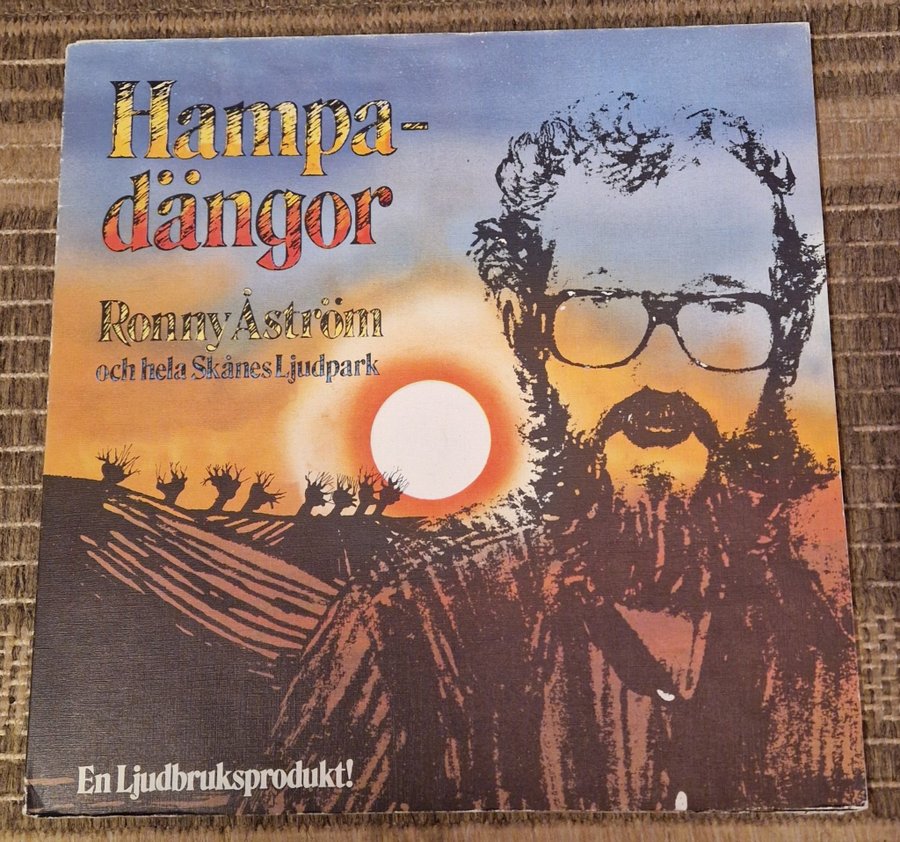 Hampa-
dängor
Ronny Åström
och hela Skånes Ljudpark
En Ljudbruksprodukt!